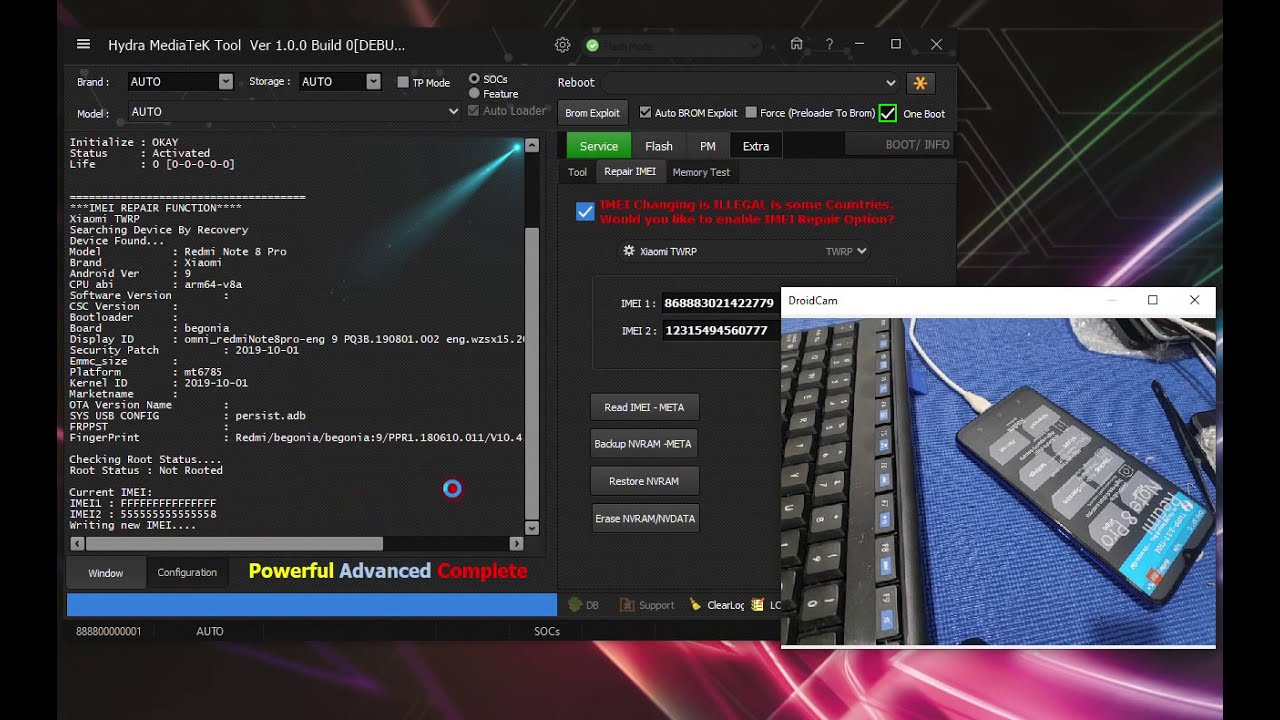 Hydra MediaTeK Tool Ver 1.0.0 Build 0[DEBU...
Flash Mode
?
Brand :
AUTO
Storage :
AUTO
TP Mode
SOCs
Feature
Model :
AUTO
Auto Loader
Reboot
Brom Exploit
Auto BROM Exploit
Force (Preloader To Brom)
One Boot
Service
Flash
PM
Extra
BOOT/ INFO
Tool
Repair IMEI
Memory Test
Initialize : OKAY
Status : Activated
Life : 0 [0-0-0-0]
=====================================
***IMEI REPAIR FUNCTION****
Xiaomi TWRP
Searching Device By Recovery
Device Found...
Model : Redmi Note 8 Pro
Brand : Xiaomi
Android Ver : 9
CPU abi : arm64-v8a
Software Version :
CSC Version :
Bootloader :
Board : begonia
Display ID : omni_redmiNote8pro-eng 9 PQ3B.190801.002 eng.wzsx15.20
Security Patch : 2019-10-01
Emmc_size :
Platform : mt6785
Kernel ID : 2019-10-01
Marketname :
OTA Version Name :
SYS USB CONFIG : persist.adb
FRPPST :
FingerPrint : Redmi/begonia/begonia:9/PPR1.180610.011/V10.4.
Checking Root Status....
Root Status : Not Rooted
Current IMEI:
IMEI1 : FFFFFFFFFFFFFFF
IMEI2 : 555555555555558
Writing new IMEI....
IMEI Changing is ILLEGAL is some Countries.
Would you like to enable IMEI Repair Option?
Xiaomi TWRP
TWRP
IMEI 1 :
868883021422779
IMEI 2 :
12315494560777
Read IMEI - META
Backup NVRAM -META
Restore NVRAM
Erase NVRAM/NVDATA
Window
Configuration
Powerful Advanced Complete
DB
Support
ClearLog
LO
888800000001
AUTO
SOCs
DroidCam
Redmi
Note 8 Pro